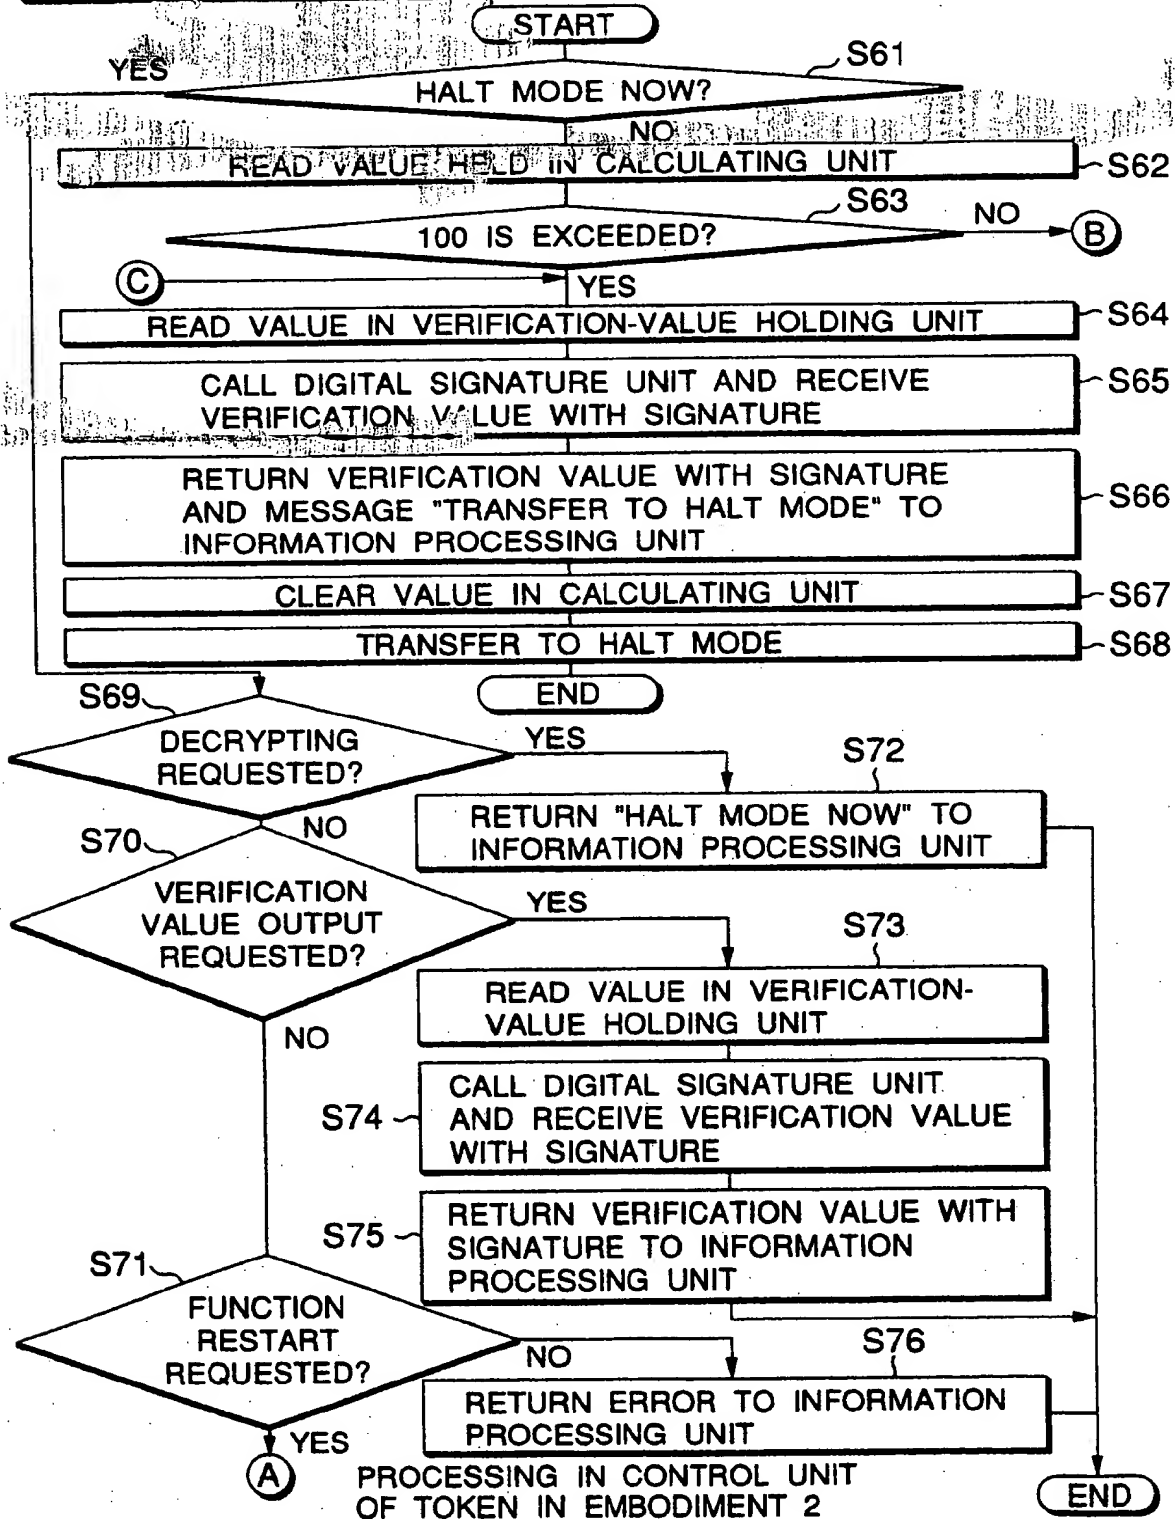 START
YES
S61
HALT MODE NOW?
NO
READ VALUE HELD IN CALCULATING UNIT
S62
S63
100 IS EXCEEDED?
NO
B
C
YES
READ VALUE IN VERIFICATION-VALUE HOLDING UNIT
S64
CALL DIGITAL SIGNATURE UNIT AND RECEIVE
VERIFICATION VALUE WITH SIGNATURE
S65
RETURN VERIFICATION VALUE WITH SIGNATURE
AND MESSAGE "TRANSFER TO HALT MODE" TO
INFORMATION PROCESSING UNIT
S66
CLEAR VALUE IN CALCULATING UNIT
S67
TRANSFER TO HALT MODE
S68
END
S69
DECRYPTING
REQUESTED?
YES
NO
S72
RETURN "HALT MODE NOW" TO
INFORMATION PROCESSING UNIT
S70
VERIFICATION
VALUE OUTPUT
REQUESTED?
YES
NO
S73
READ VALUE IN VERIFICATION-
VALUE HOLDING UNIT
S74
CALL DIGITAL SIGNATURE UNIT
AND RECEIVE VERIFICATION VALUE
WITH SIGNATURE
S75
RETURN VERIFICATION VALUE WITH
SIGNATURE TO INFORMATION
PROCESSING UNIT
S71
FUNCTION
RESTART
REQUESTED?
NO
YES
A
S76
RETURN ERROR TO INFORMATION
PROCESSING UNIT
END
PROCESSING IN CONTROL UNIT
OF TOKEN IN EMBODIMENT 2